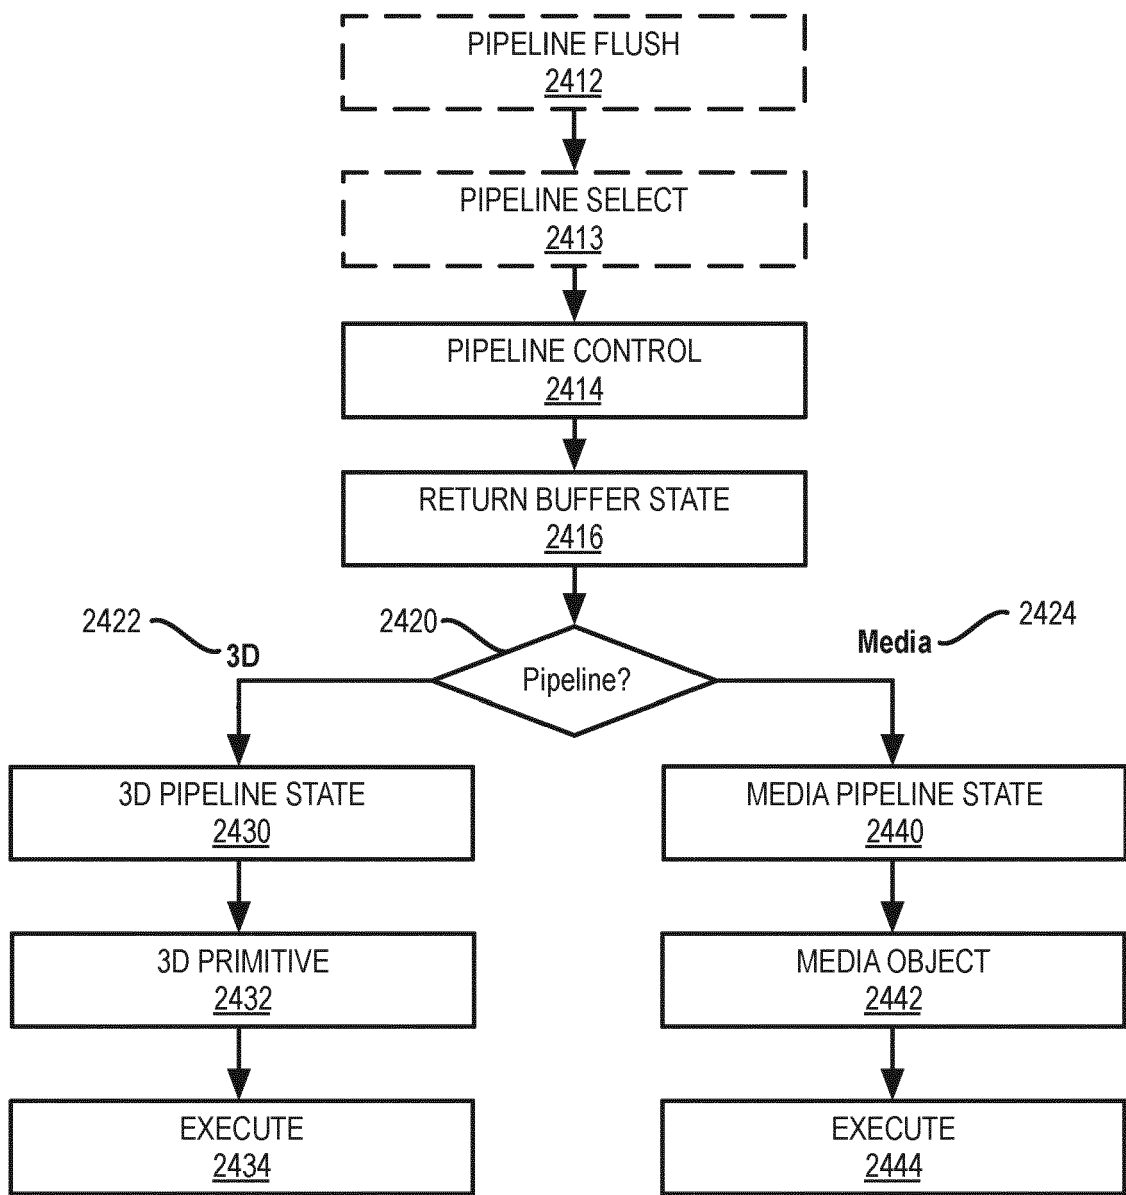 PIPELINE FLUSH
2412
PIPELINE SELECT
2413
PIPELINE CONTROL
2414
RETURN BUFFER STATE
2416
2422
3D
2420
Pipeline?
Media
2424
3D PIPELINE STATE
2430
MEDIA PIPELINE STATE
2440
3D PRIMITIVE
2432
MEDIA OBJECT
2442
EXECUTE
2434
EXECUTE
2444